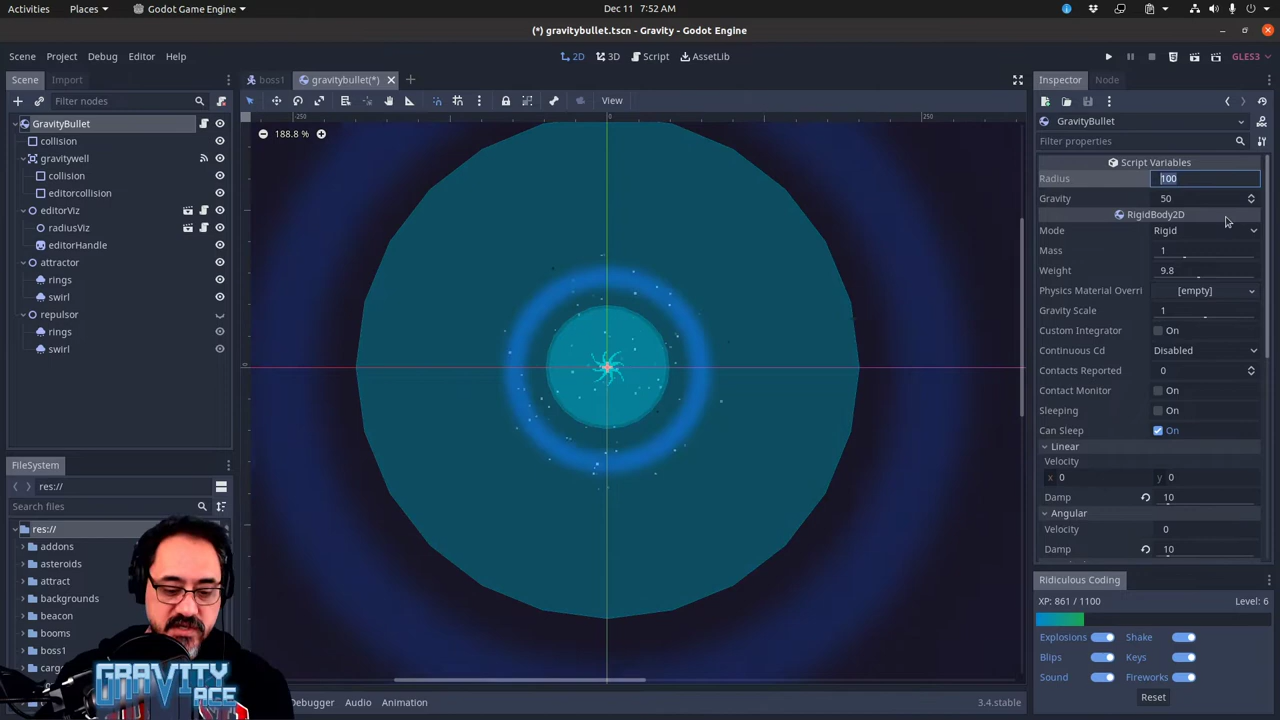 Activities
Places
Godot Game Engine
Dec 11 7:52 AM
(*) gravitybullet.tscn - Gravity - Godot Engine
Scene Project Debug Editor Help
2D 3D Script AssetLib
GLES3
Scene Import
Filter nodes
GravityBullet
collision
gravitywell
collision
editorcollision
editorViz
radiusViz
editorHandle
attractor
rings
swirl
repulsor
rings
swirl
FileSystem
res://
Search files
res://
addons
asteroids
attract
backgrounds
beacon
booms
boss1
boss1 gravitybullet(*)
View
-250 0 250
188.8 %
0
GRAVITY
ACE
Debugger Audio Animation
3.4.stable
Inspector Node
GravityBullet
Filter properties
Script Variables
Radius 100
Gravity 50
RigidBody2D
Mode Rigid
Mass 1
Weight 9.8
Physics Material Overri [empty]
Gravity Scale 1
Custom Integrator On
Continuous Cd Disabled
Contacts Reported 0
Contact Monitor On
Sleeping On
Can Sleep On
Linear
Velocity
x 0 y 0
Damp 10
Angular
Velocity 0
Damp 10
Ridiculous Coding
XP: 861 / 1100 Level: 6
Explosions Shake
Blips Keys
Sound Fireworks
Reset